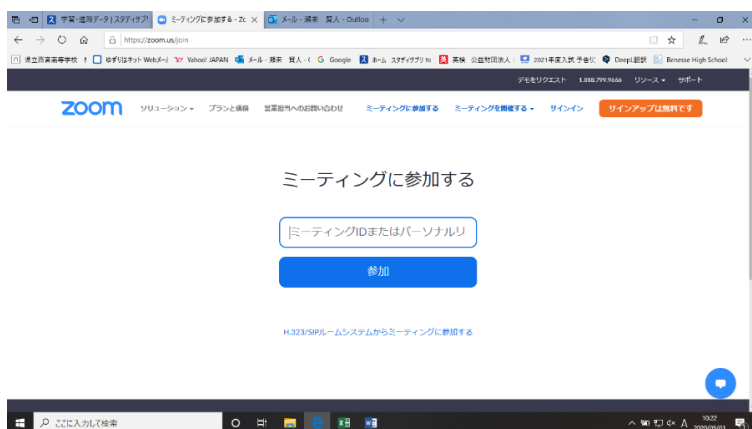 学習・進路データ | スタディサプ
ミーティングに参加する - Zo
メール - 瀬来 賢人 - Outloo
https://zoom.us/join
県立西宮高等学校
ゆずりはネット Webメール
Yahoo! JAPAN
メール - 瀬来 賢人 - (
Google
ホーム スタディサプリ to
英検 公益財団法人
2021年度入試 予告(
DeepL翻訳
Benesse High School
デモをリクエスト 1.888.799.9666 リソース サポート
zoom ソリューション プランと価格 営業担当へのお問い合わせ ミーティングに参加する ミーティングを開催する サインイン サインアップは無料です
ミーティングに参加する
ミーティングIDまたはパーソナルリ
参加
H.323/SIPルームシステムからミーティングに参加する
ここに入力して検索
A 10:22
2020/05/01